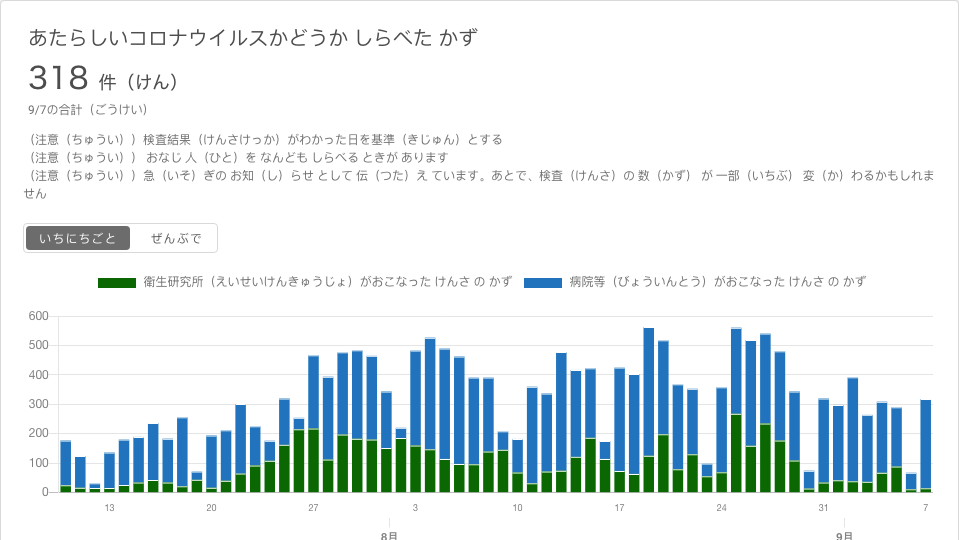 あたらしいコロナウイルスかどうか しらべた かず
318 件（けん）
9/7の合計（ごうけい）
（注意（ちゅうい））検査結果（けんさけっか）がわかった日を基準（きじゅん）とする
（注意（ちゅうい）） おなじ 人（ひと）を なんども しらべる ときが あります
（注意（ちゅうい））急（いそ）ぎの お知（し）らせ として 伝（つた）え ています。あとで、検査（けんさ）の 数（かず） が 一部（いちぶ） 変（か）わるかもしれま
せん
いちにちごと ぜんぶで
衛生研究所（えいせいけんきゅうじょ）がおこなった けんさ の かず 病院等（びょういんとう）がおこなった けんさ の かず
600
500
400
300
200
100
0
13 20 27 3 10 17 24 31 7
8月 9月